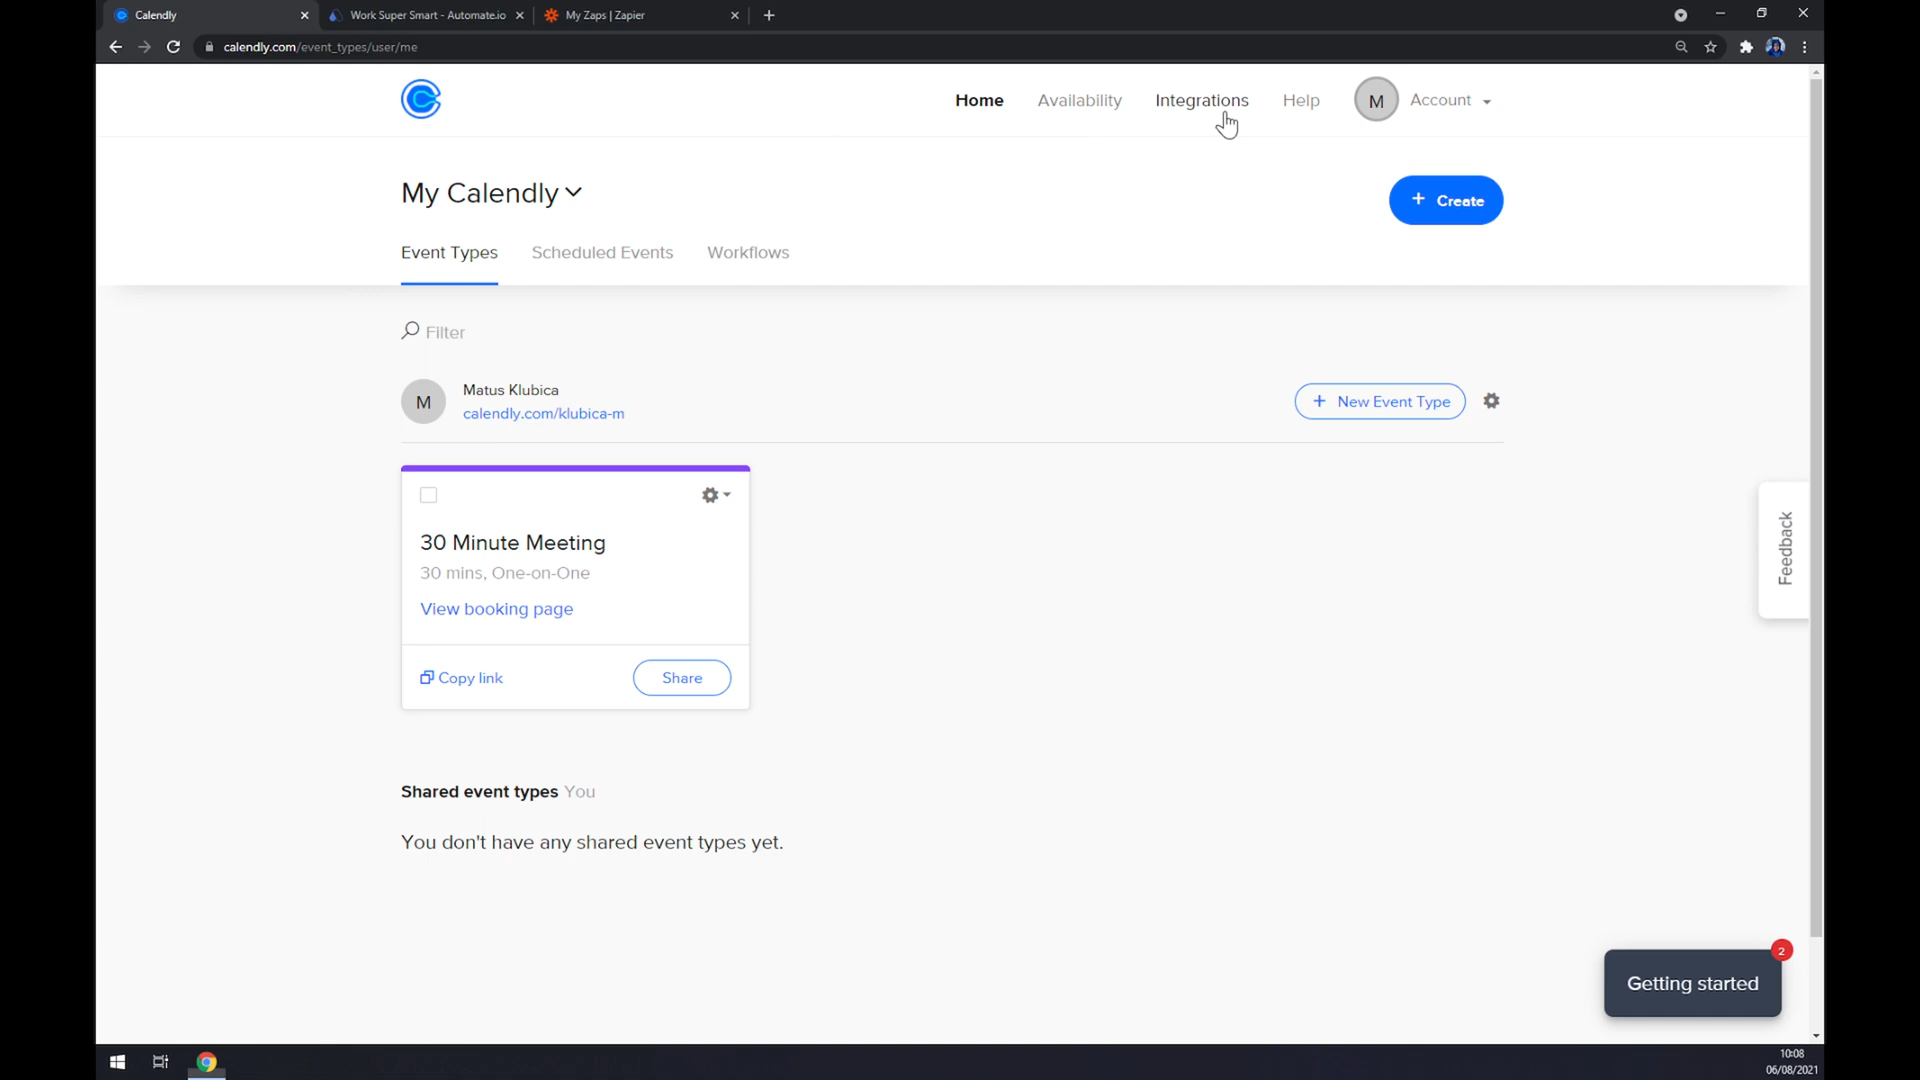 Calendly
Work Super Smart - Automate.io
My Zaps | Zapier
calendly.com/event_types/user/me
Home
Availability
Integrations
Help
M
Account
My Calendly
+ Create
Event Types
Scheduled Events
Workflows
Filter
M
Matus Klubica
calendly.com/klubica-m
+ New Event Type
30 Minute Meeting
30 mins, One-on-One
View booking page
Copy link
Share
Feedback
Shared event types You
You don't have any shared event types yet.
2
Getting started
10:08
06/08/2021